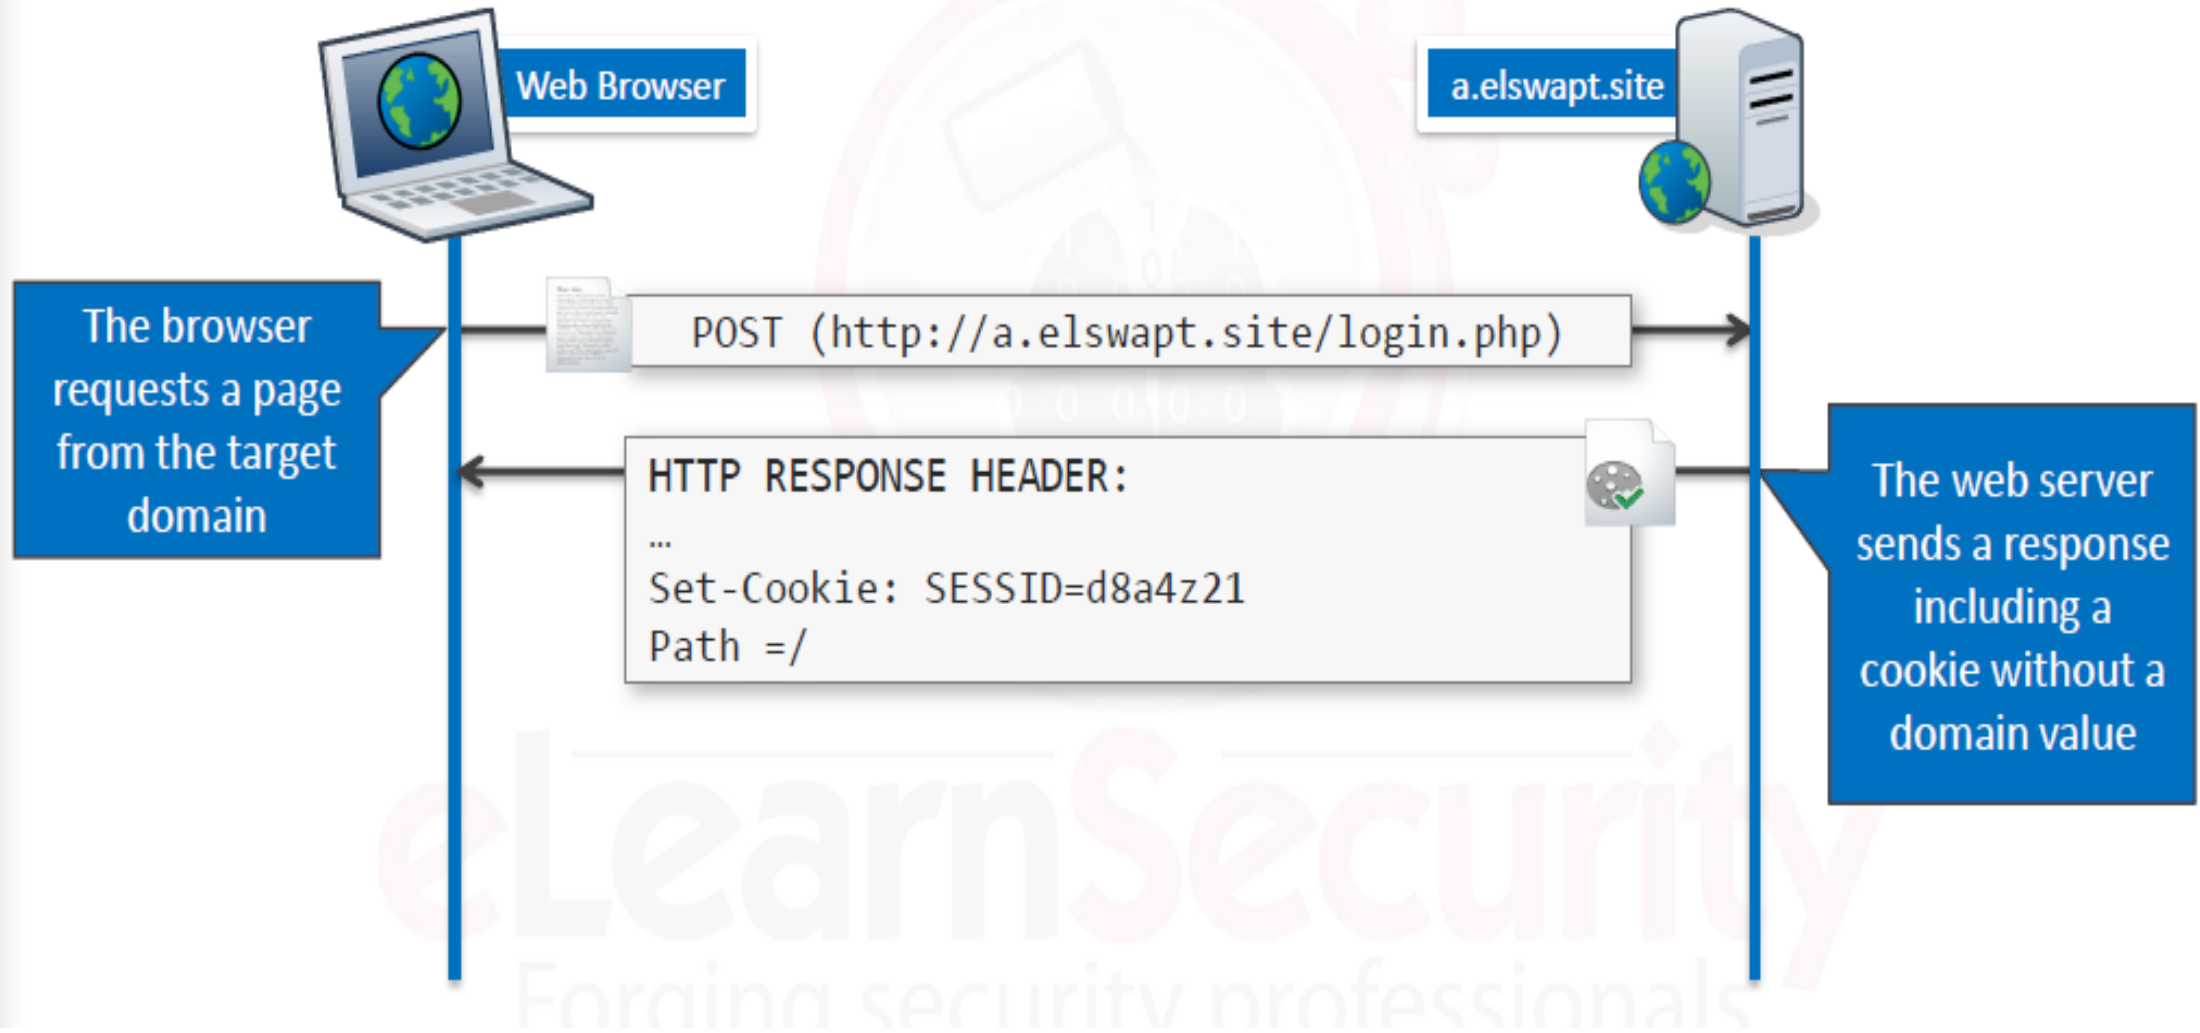 Web Browser
a.elswapt.site
The browser
requests a page
from the target
domain
POST (http://a.elswapt.site/login.php)
HTTP RESPONSE HEADER:
…
Set-Cookie: SESSID=d8a4z21
Path =/
The web server
sends a response
including a
cookie without a
domain value
eLearnSecurity
Forging security professionals